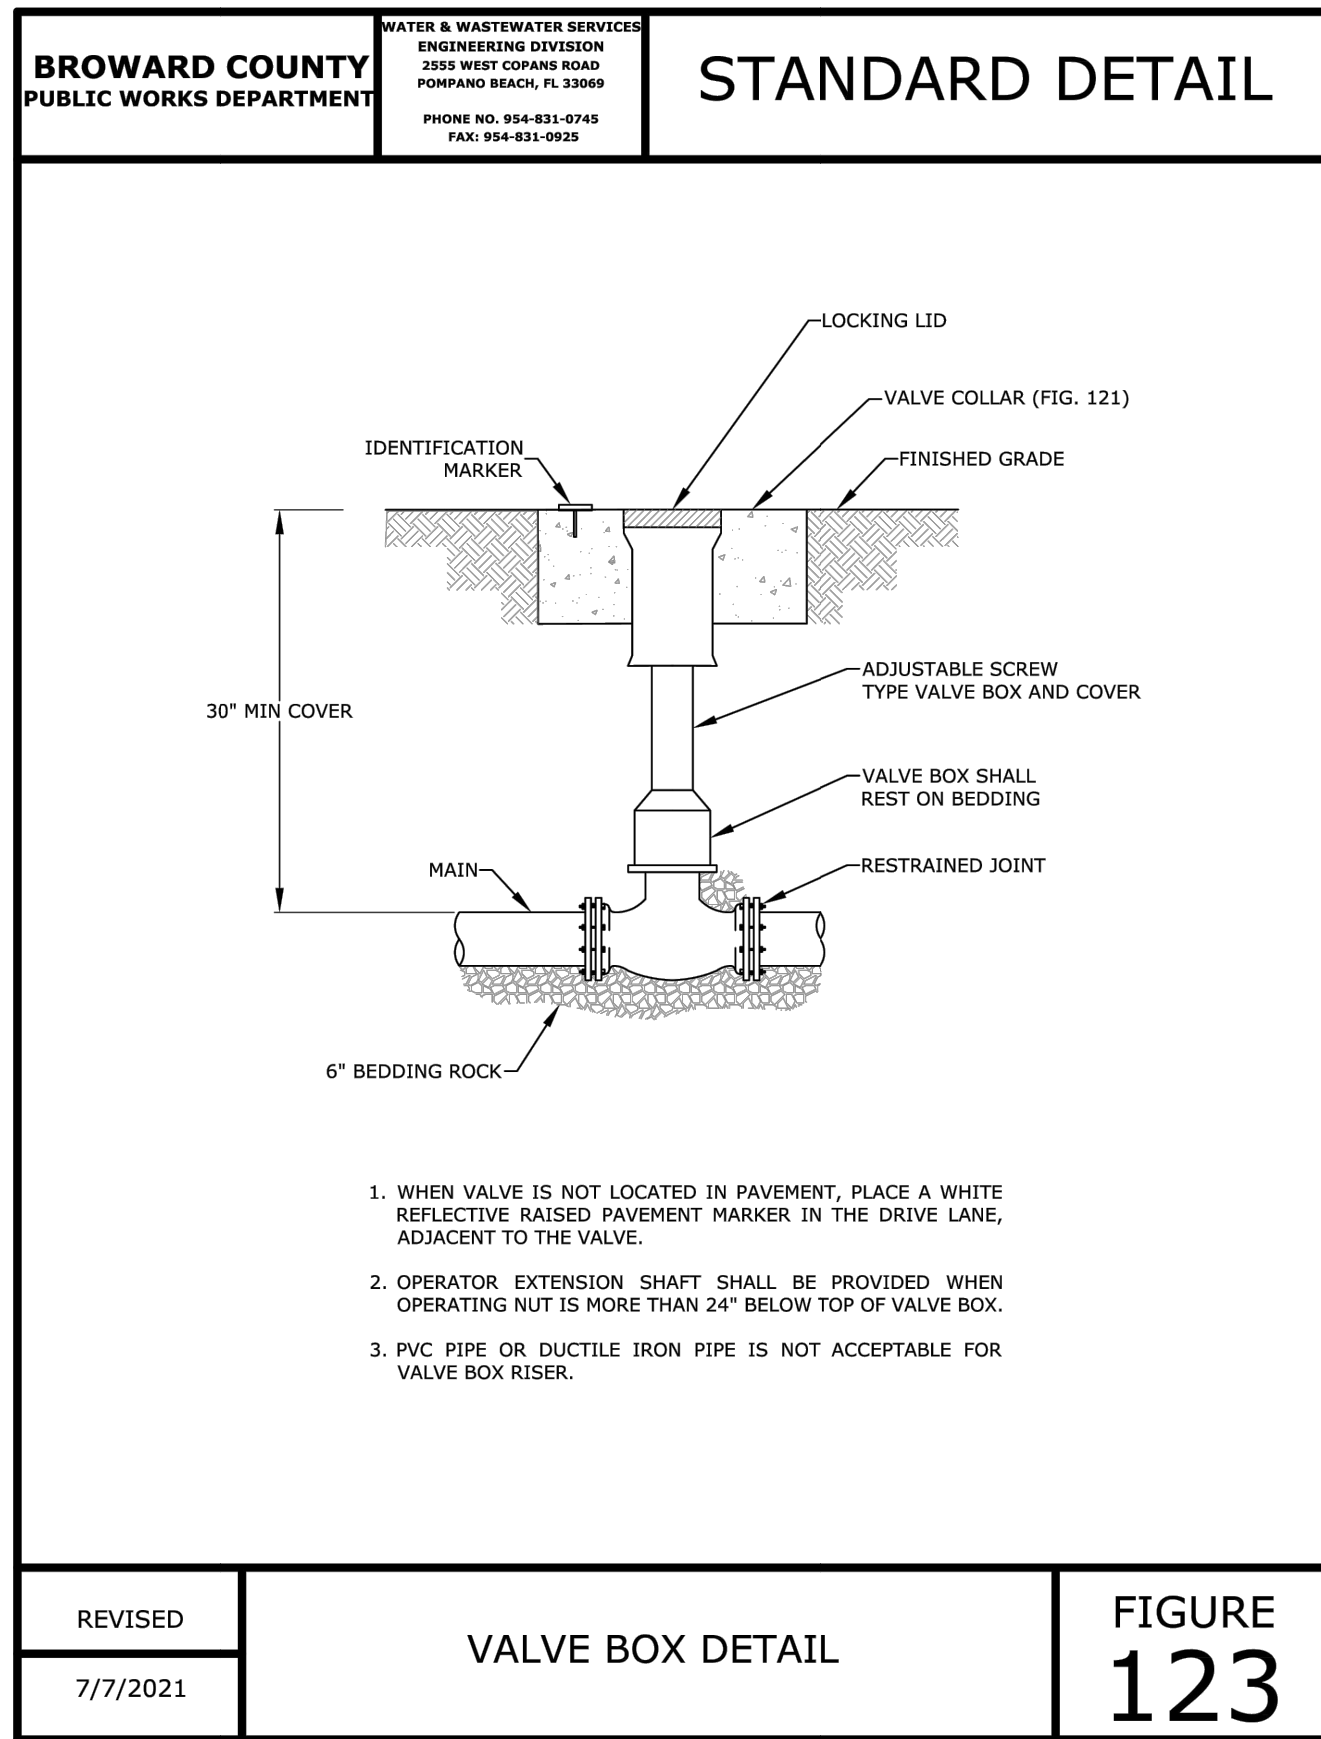 BROWARD COUNTY
PUBLIC WORKS DEPARTMENT
WATER & WASTEWATER SERVICES
ENGINEERING DIVISION
2555 WEST COPANS ROAD
POMPANO BEACH, FL 33069
PHONE NO. 954-831-0745
FAX: 954-831-0925
STANDARD DETAIL
LOCKING LID
VALVE COLLAR (FIG. 121)
IDENTIFICATION
MARKER
FINISHED GRADE
ADJUSTABLE SCREW
TYPE VALVE BOX AND COVER
30" MIN COVER
VALVE BOX SHALL
REST ON BEDDING
MAIN
RESTRAINED JOINT
6" BEDDING ROCK
1. WHEN VALVE IS NOT LOCATED IN PAVEMENT, PLACE A WHITE
REFLECTIVE RAISED PAVEMENT MARKER IN THE DRIVE LANE,
ADJACENT TO THE VALVE.
2. OPERATOR EXTENSION SHAFT SHALL BE PROVIDED WHEN
OPERATING NUT IS MORE THAN 24" BELOW TOP OF VALVE BOX.
3. PVC PIPE OR DUCTILE IRON PIPE IS NOT ACCEPTABLE FOR
VALVE BOX RISER.
REVISED
7/7/2021
VALVE BOX DETAIL
FIGURE
123